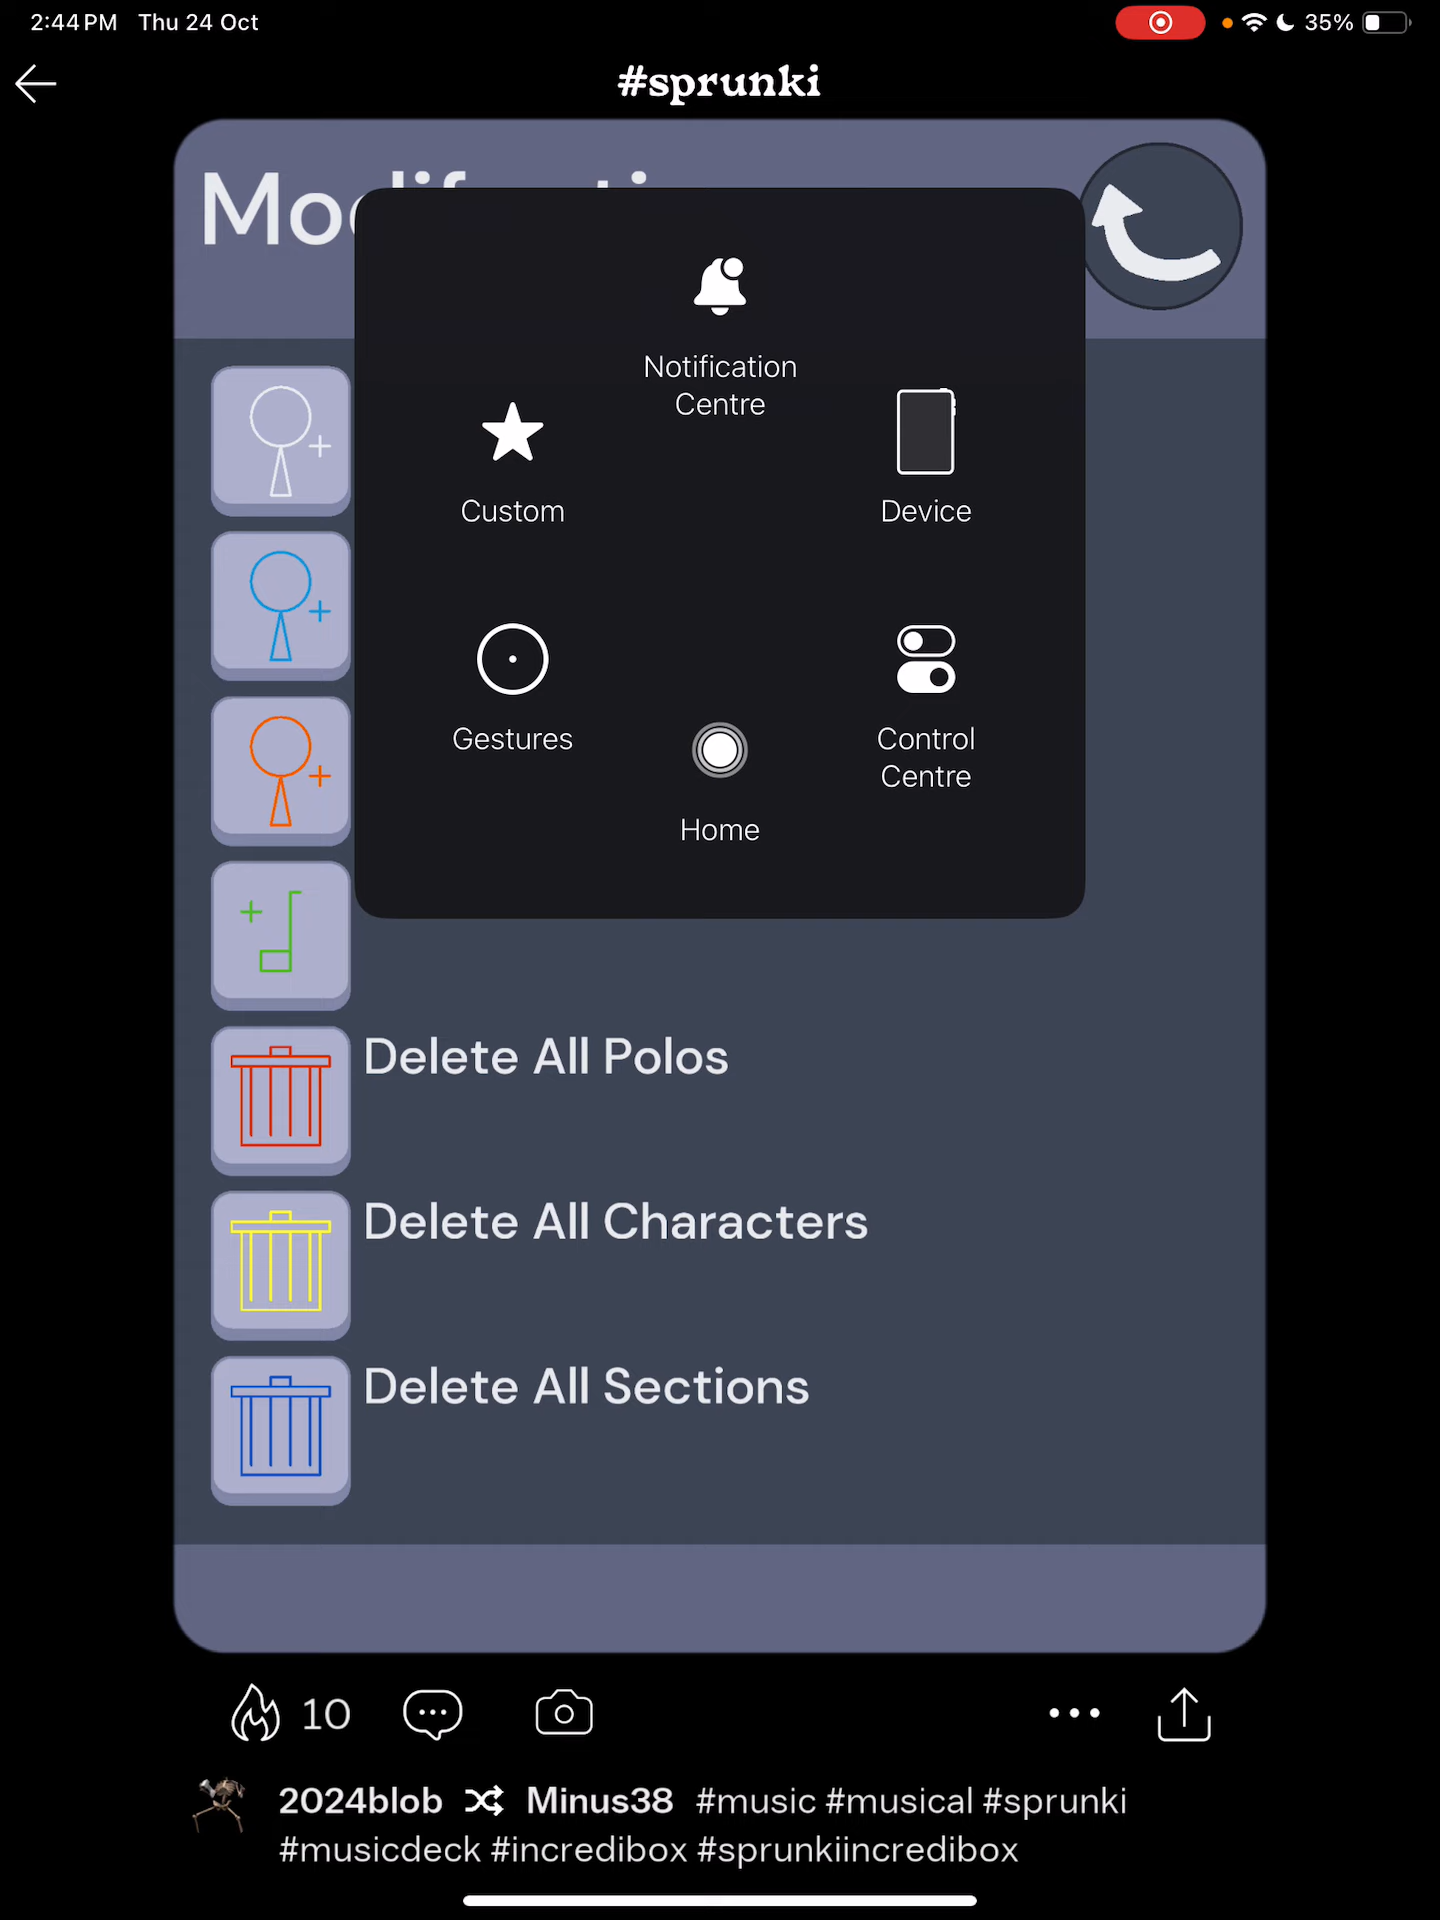 2:44 PM Thu 24 Oct
35%
#sprunki
Notification
Centre
Custom
Device
Gestures
Control
Centre
Home
Delete All Polos
Delete All Characters
Delete All Sections
10
2024blob Minus38 #music #musical #sprunki
#musicdeck #incredibox #sprunkiincredibox